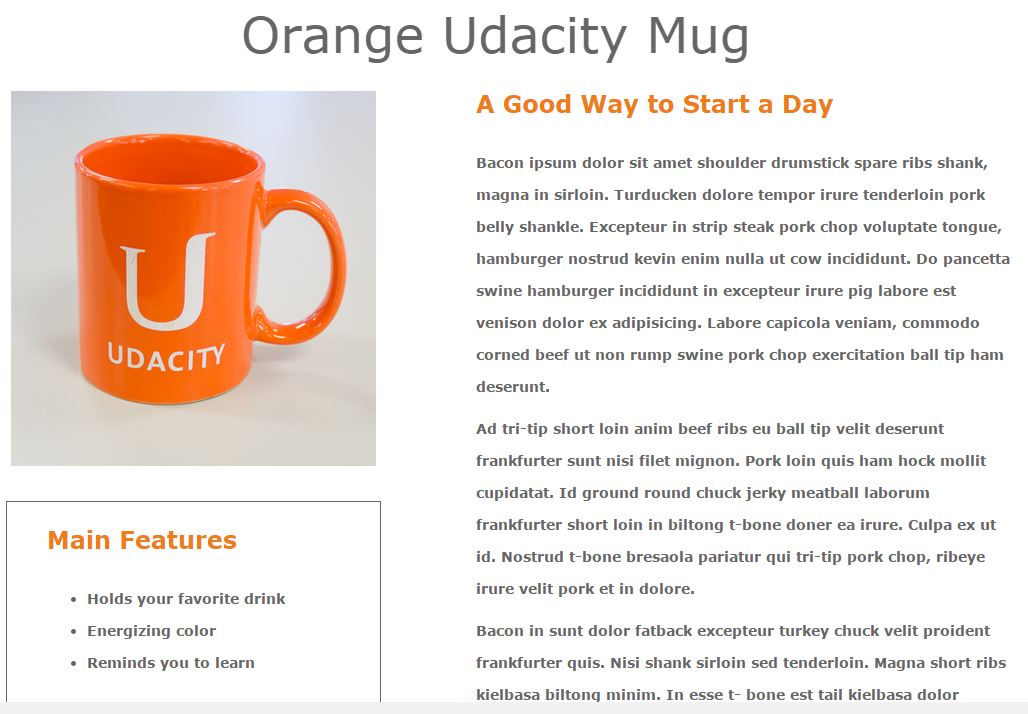 Orange Udacity Mug
U
UDACITY
Main Features
Holds your favorite drink
Energizing color
Reminds you to learn
A Good Way to Start a Day
Bacon ipsum dolor sit amet shoulder drumstick spare ribs shank,
magna in sirloin. Turducken dolore tempor irure tenderloin pork
belly shankle. Excepteur in strip steak pork chop voluptate tongue,
hamburger nostrud kevin enim nulla ut cow incididunt. Do pancetta
swine hamburger incididunt in excepteur irure pig labore est
venison dolor ex adipisicing. Labore capicola veniam, commodo
corned beef ut non rump swine pork chop exercitation ball tip ham
deserunt.
Ad tri-tip short loin anim beef ribs eu ball tip velit deserunt
frankfurter sunt nisi filet mignon. Pork loin quis ham hock mollit
cupidatat. Id ground round chuck jerky meatball laborum
frankfurter short loin in biltong t-bone doner ea irure. Culpa ex ut
id. Nostrud t-bone bresaola pariatur qui tri-tip pork chop, ribeye
irure velit pork et in dolore.
Bacon in sunt dolor fatback excepteur turkey chuck velit proident
frankfurter quis. Nisi shank sirloin sed tenderloin. Magna short ribs
kielbasa biltong minim. In esse t- bone est tail kielbasa dolor